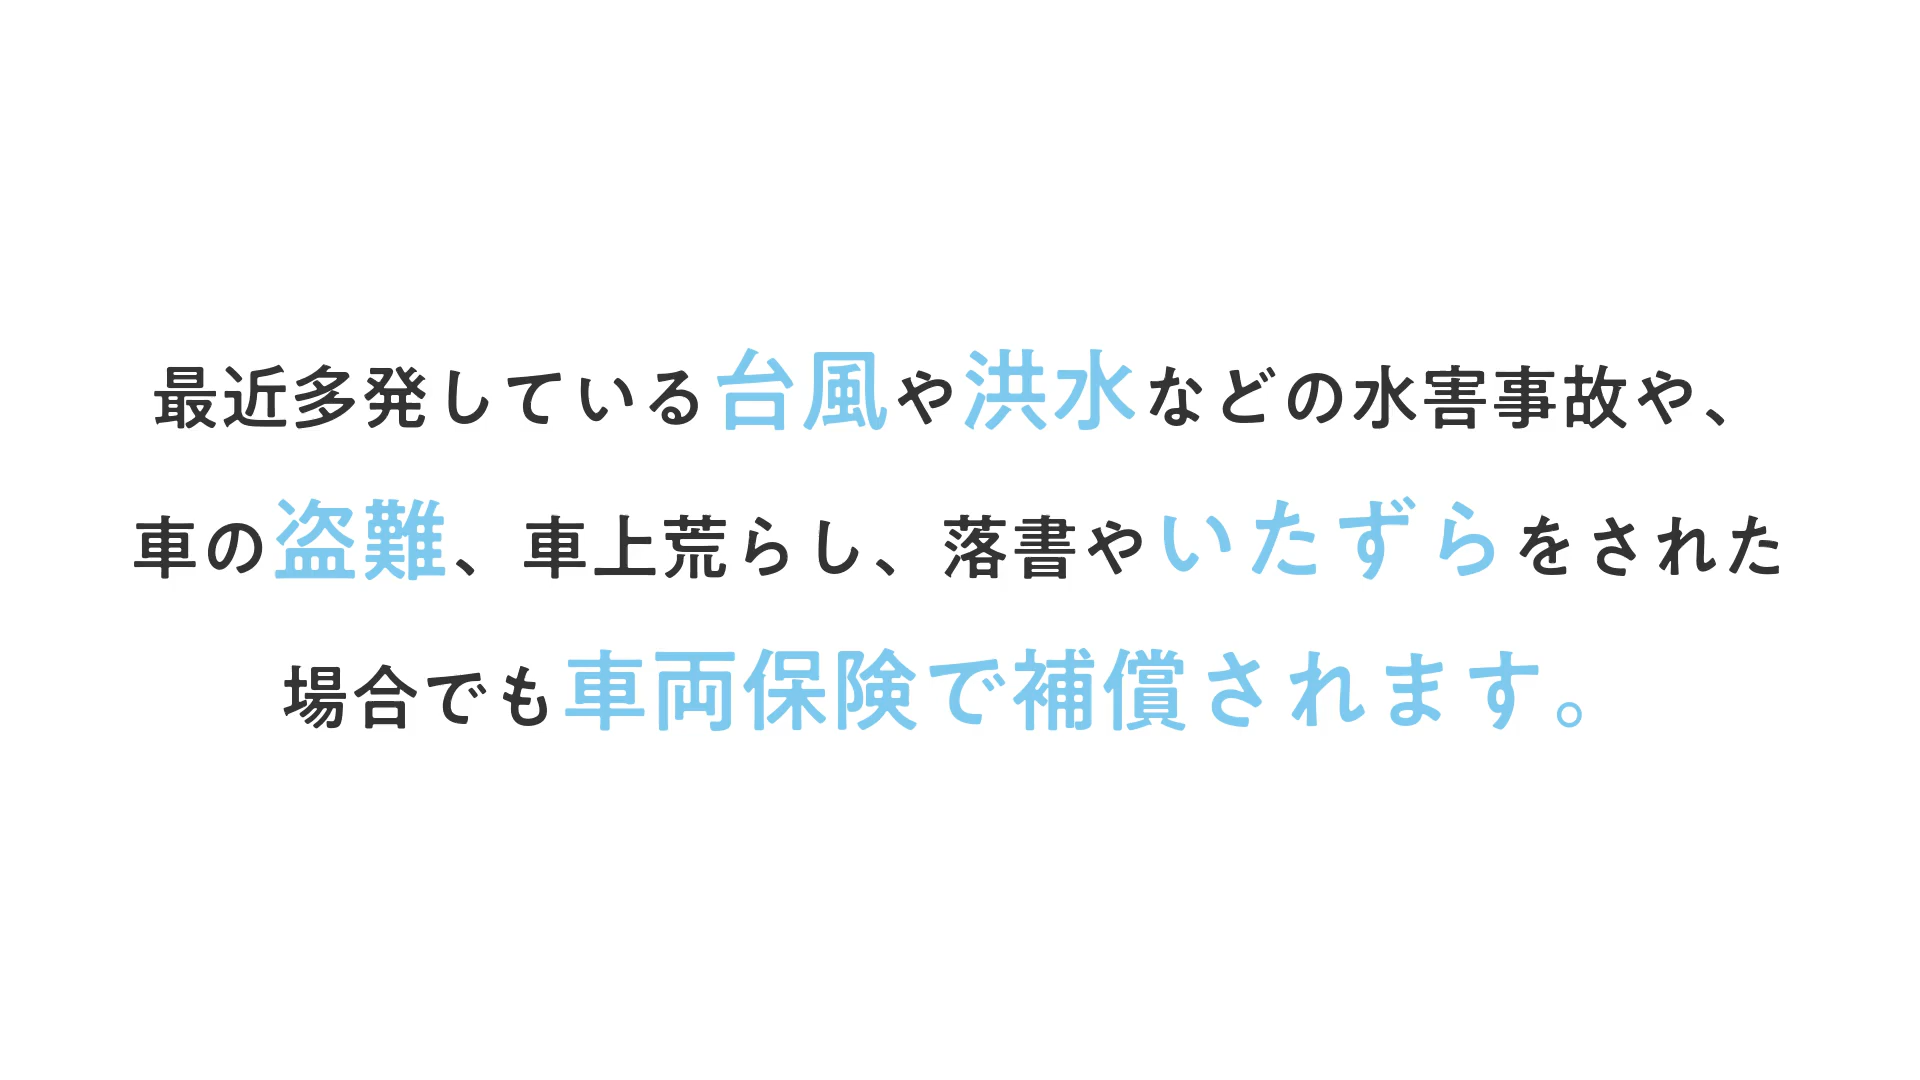 最近多発している台風や洪水などの水害事故や、
車の盗難、車上荒らし、落書やいたずらをされた
場合でも車両保険で補償されます。